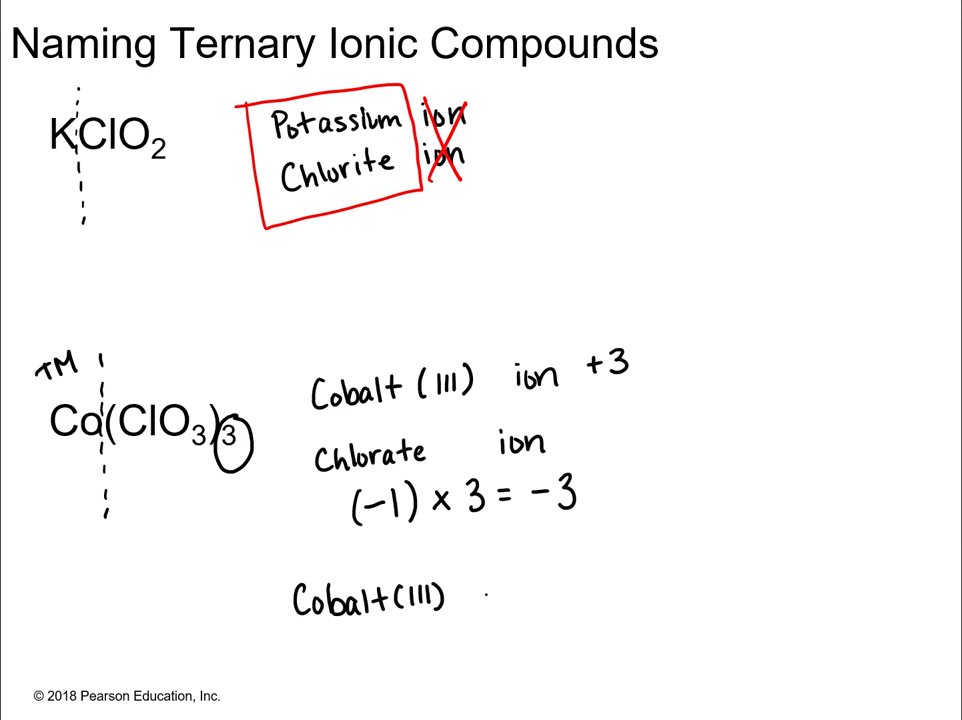 Naming Ternary Ionic Compounds
KClO₂
Potassium ion
Chlorite ion
TM
Co(ClO₃)₃
Cobalt (III) ion +3
Chlorate ion
(-1) x 3 = -3
Cobalt (III)
© 2018 Pearson Education, Inc.